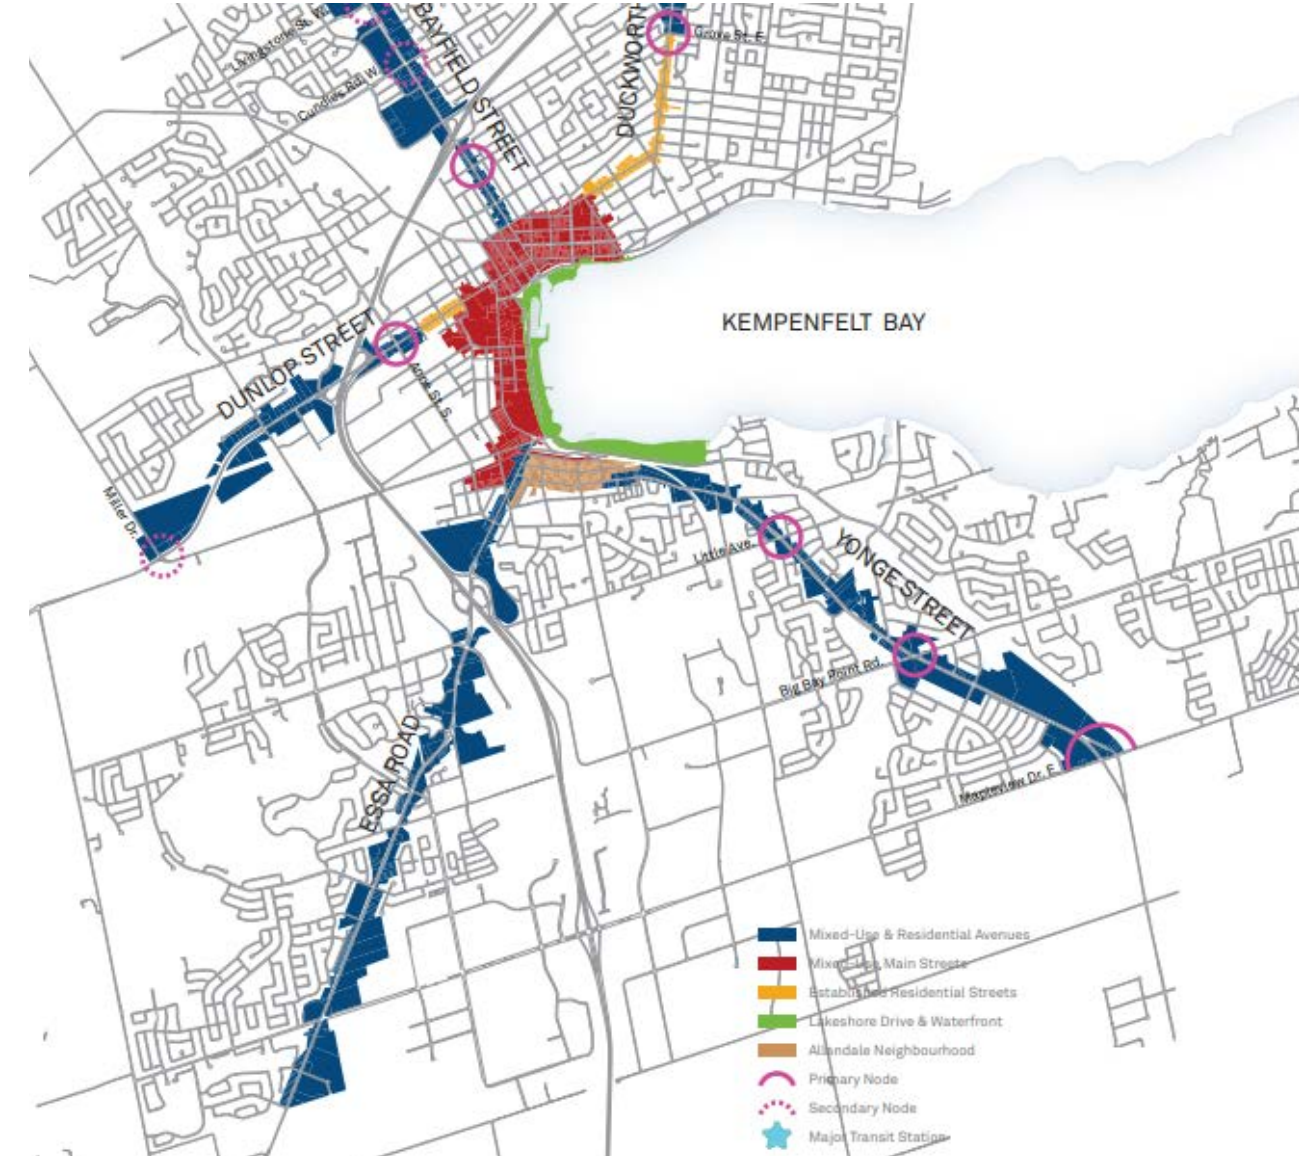 Livingstone St. W.
BAYFIELD STREET
DUCKWORTH
Grove St. E.
Cundles Rd. W.
KEMPENFELT BAY
DUNLOP STREET
Anne St. S.
Miller Dr.
Little Ave.
YONGE STREET
Big Bay Point Rd.
ESSA ROAD
Mapleview Dr. E.
Mixed-Use & Residential Avenues
Mixed-Use Main Streets
Established Residential Streets
Lakeshore Drive & Waterfront
Allandale Neighbourhood
Primary Node
Secondary Node
Major Transit Station